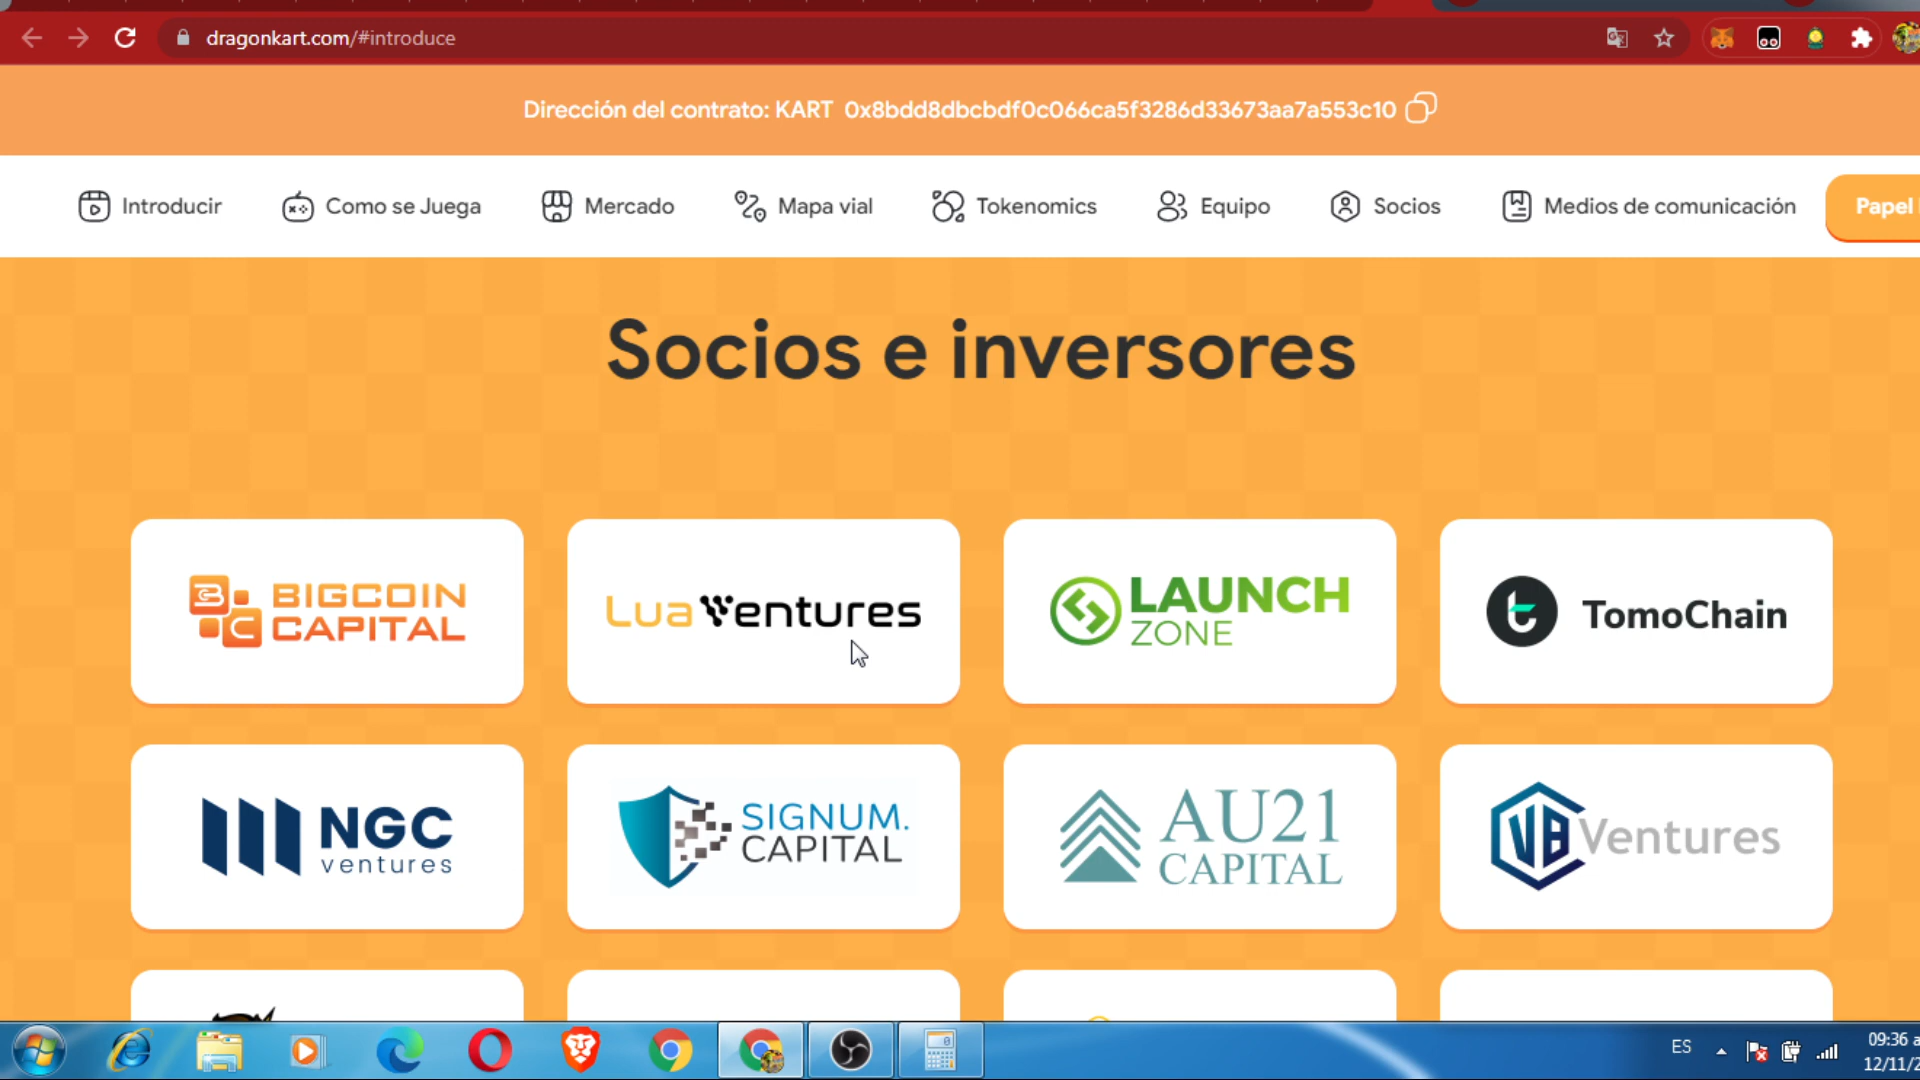 dragonkart.com/#introduce
Dirección del contrato: KART 0x8bdd8dbcbdf0c066ca5f3286d33673aa7a553c10
Introducir Como se Juega Mercado Mapa vial Tokenomics Equipo Socios Medios de comunicación Papel
Socios e inversores
BIGCOIN CAPITAL
Lua Ventures
LAUNCH ZONE
TomoChain
NGC ventures
SIGNUM. CAPITAL
AU21 CAPITAL
VB Ventures
ES
09:36 a
12/11/2